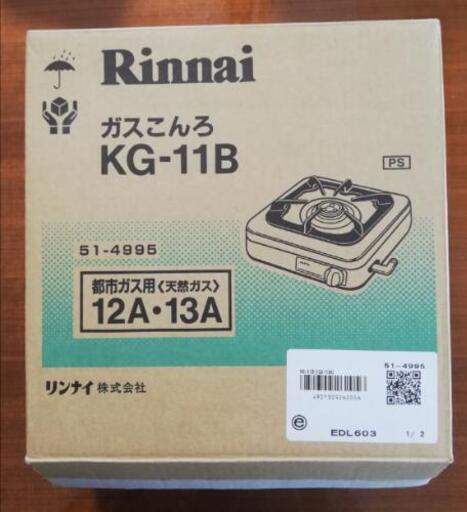 Rinnai
ガスこんろ
KG-11B
PS
51-4995
都市ガス用〈天然ガス〉
12A・13A
リンナイ株式会社
51-4995
e
EDL603
1/2